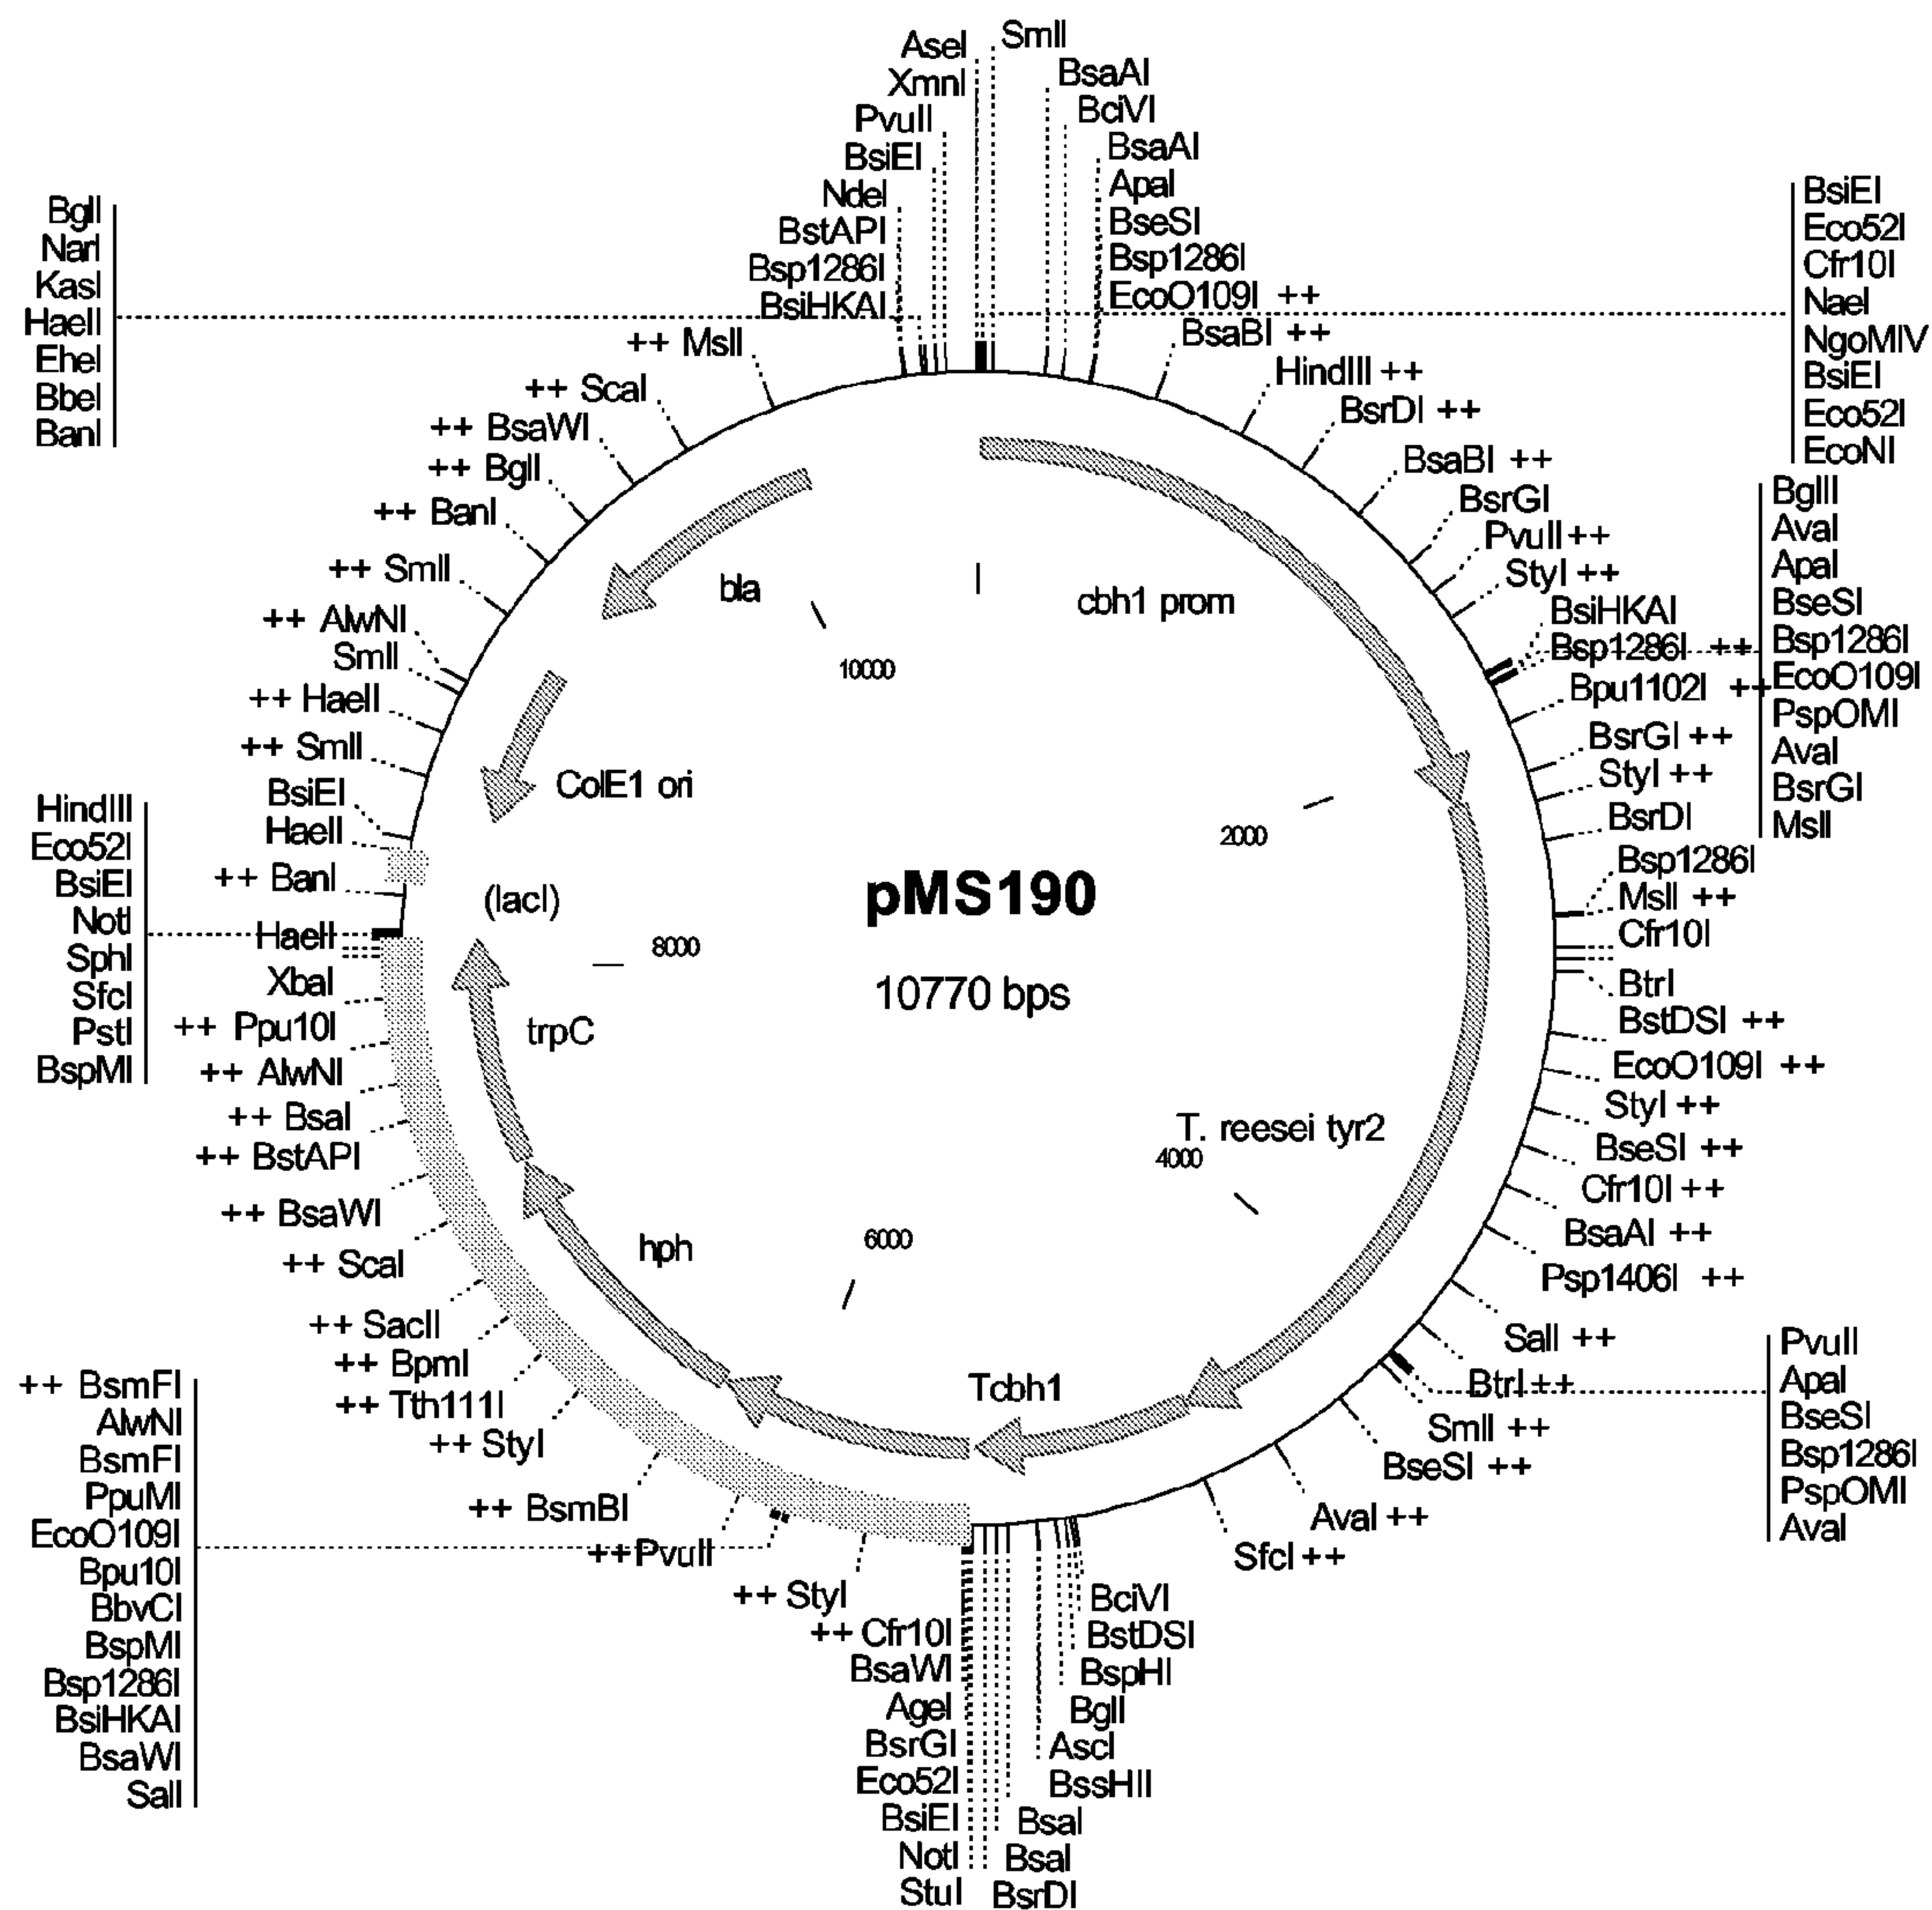 AseI
XmnI
PvuII
BsiEI
NdeI
BstAPI
Bsp1286I
BsiHKAI
SmlI
BsaAI
BciVI
BsaAI
ApaI
BseSI
Bsp1286I
EcoO109I ++
BsaBI ++
HindIII ++
BsrDI ++
BsaBI ++
BsrGI
PvuII ++
StyI ++
BsiHKAI
Bsp1286I ++
Bpu1102I ++
BsrGI ++
StyI ++
BsrDI
Bsp1286I
MslI ++
Cfr10I
BtrI
BstDSI ++
EcoO109I ++
StyI ++
BseSI ++
Cfr10I ++
BsaAI ++
Psp1406I ++
SalI ++
BtrI ++
SmlI ++
BseSI ++
AvaI ++
SfcI ++
BsiEI
Eco52I
Cfr10I
NaeI
NgoMIV
BsiEI
Eco52I
EcoNI
BglII
AvaI
ApaI
BseSI
Bsp1286I
EcoO109I
PspOMI
AvaI
BsrGI
MslI
PvuII
ApaI
BseSI
Bsp1286I
PspOMI
AvaI
BciVI
BstDSI
BspHI
BglI
AscI
BssHII
BsaI
BsaI
BsrDI
++ Cfr10I
BsaWI
AgeI
BsrGI
Eco52I
BsiEI
NotI
StuI
++ StyI
++ PvuII
++ BsmBI
++ StyI
++ Tth111I
++ BpmI
++ SacII
++ ScaI
++ BsaWI
++ BstAPI
++ BsaI
++ AlwNI
++ Ppu10I
XbaI
HaeII
++ BanI
HaeII
BsiEI
++ SmlI
++ HaeII
SmlI
++ AlwNI
++ SmlI
++ BanI
++ BglI
++ BsaWI
++ ScaI
++ MslI
BglI
NarI
KasI
HaeII
EheI
BbeI
BanI
HindIII
Eco52I
BsiEI
NotI
SphI
SfcI
PstI
BspMI
++ BsmFI
AlwNI
BsmFI
PpuMI
EcoO109I
Bpu10I
BbvCI
BspMI
Bsp1286I
BsiHKAI
BsaWI
SalI
bla
cbh1 prom
10000
2000
ColE1 ori
(lacI)
pMS190
10770 bps
8000
trpC
T. reesei tyr2
4000
hph
6000
Tcbh1